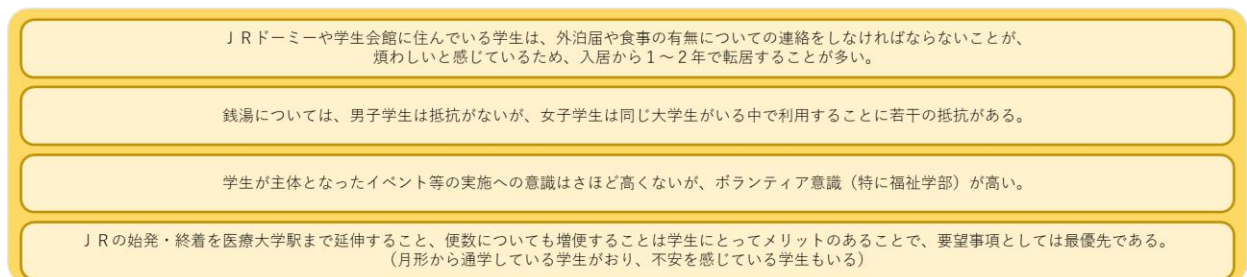 ＪＲドーミーや学生会館に住んでいる学生は、外泊届や食事の有無についての連絡をしなければならないことが、
煩わしいと感じているため、入居から１～２年で転居することが多い。
銭湯については、男子学生は抵抗がないが、女子学生は同じ大学生がいる中で利用することに若干の抵抗がある。
学生が主体となったイベント等の実施への意識はさほど高くないが、ボランティア意識（特に福祉学部）が高い。
ＪＲの始発・終着を医療大学駅まで延伸すること、便数についても増便することは学生にとってメリットのあることで、要望事項としては最優先である。
（月形から通学している学生がおり、不安を感じている学生もいる）